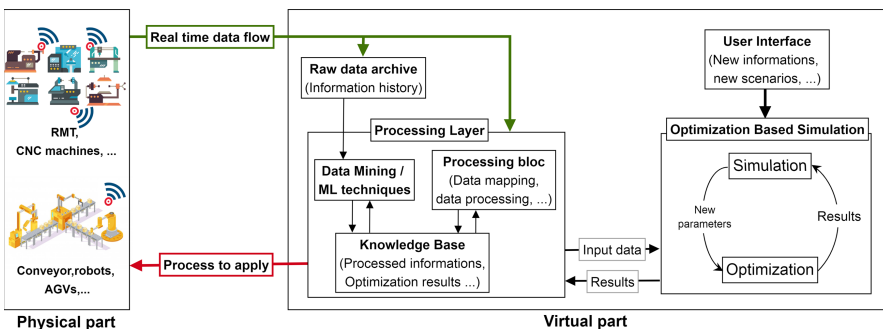 RMT,
CNC machines, ...
Conveyor,robots,
AGVs,...
Physical part
Real time data flow
Process to apply
Raw data archive
(Information history)
Processing Layer
Data Mining /
ML techniques
Processing bloc
(Data mapping,
data processing, ...)
Knowledge Base
(Processed informations,
Optimization results ...)
Input data
Results
User Interface
(New informations,
new scenarios, ...)
Optimization Based Simulation
Simulation
New
parameters
Results
Optimization
Virtual part